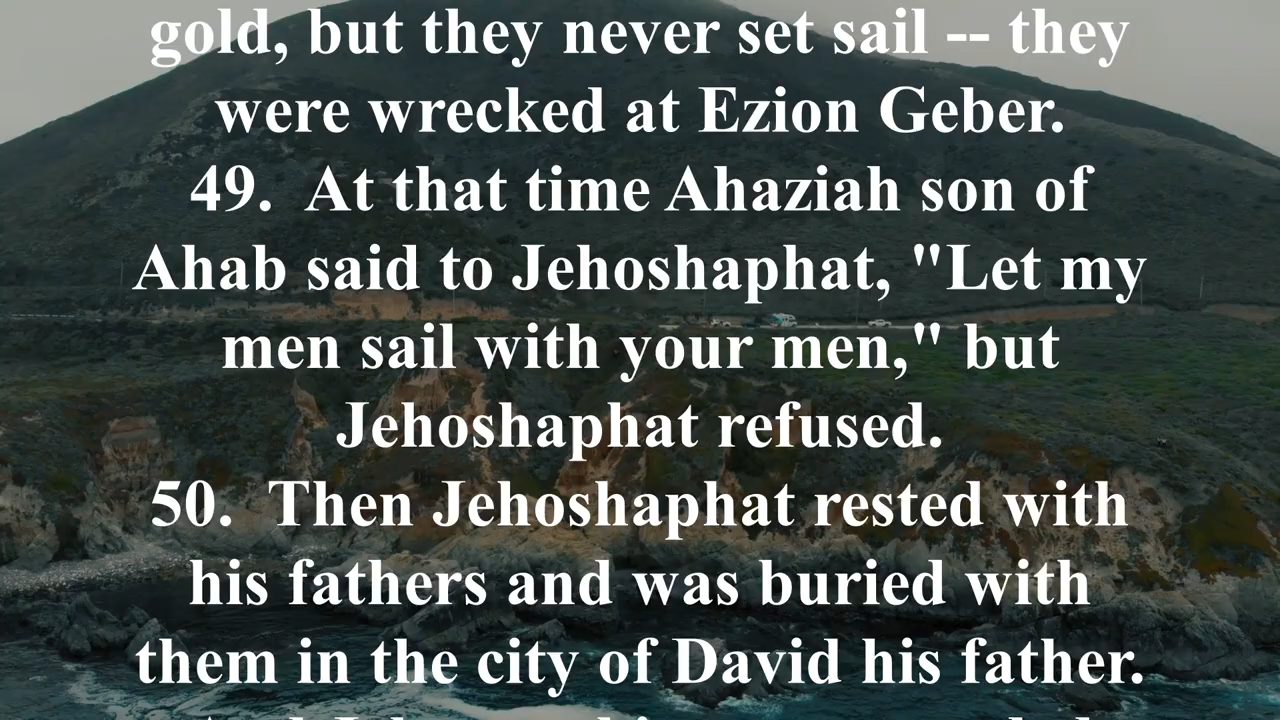 gold, but they never set sail -- they
were wrecked at Ezion Geber.
49.  At that time Ahaziah son of
Ahab said to Jehoshaphat, "Let my
men sail with your men," but
Jehoshaphat refused.
50.  Then Jehoshaphat rested with
his fathers and was buried with
them in the city of David his father.